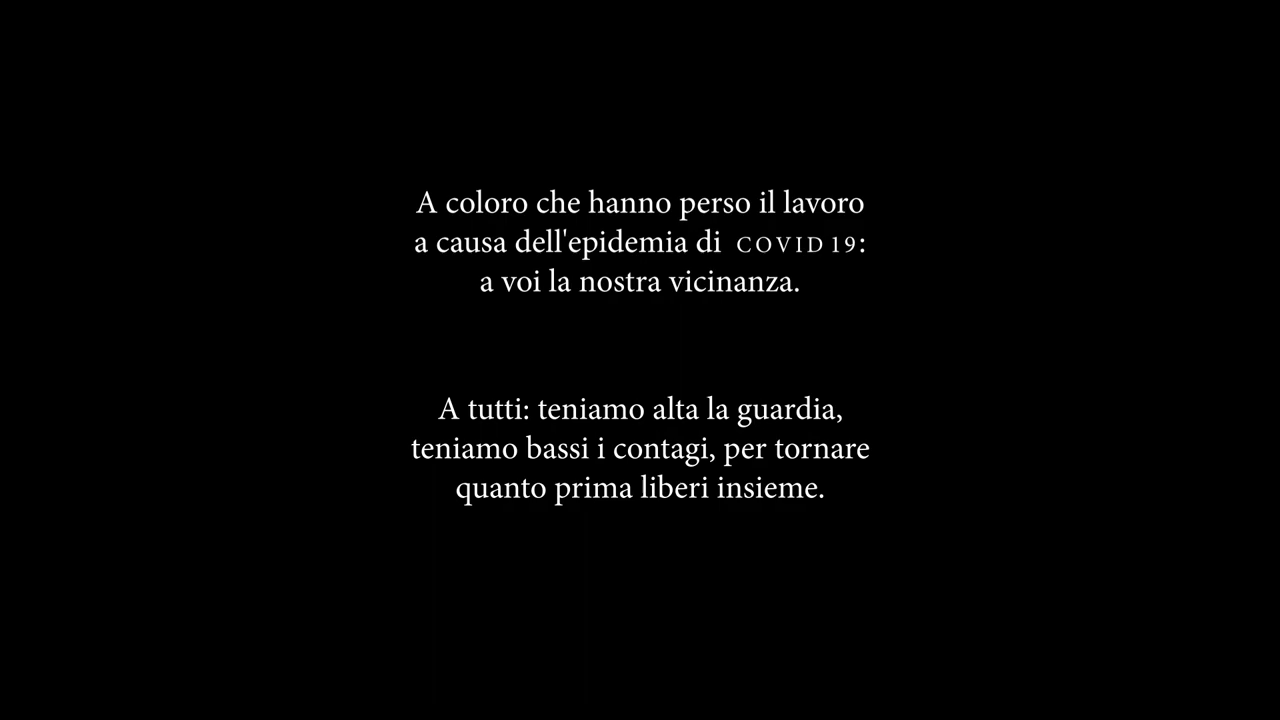 A coloro che hanno perso il lavoro
a causa dell'epidemia di COVID 19:
a voi la nostra vicinanza.
A tutti: teniamo alta la guardia,
teniamo bassi i contagi, per tornare
quanto prima liberi insieme.